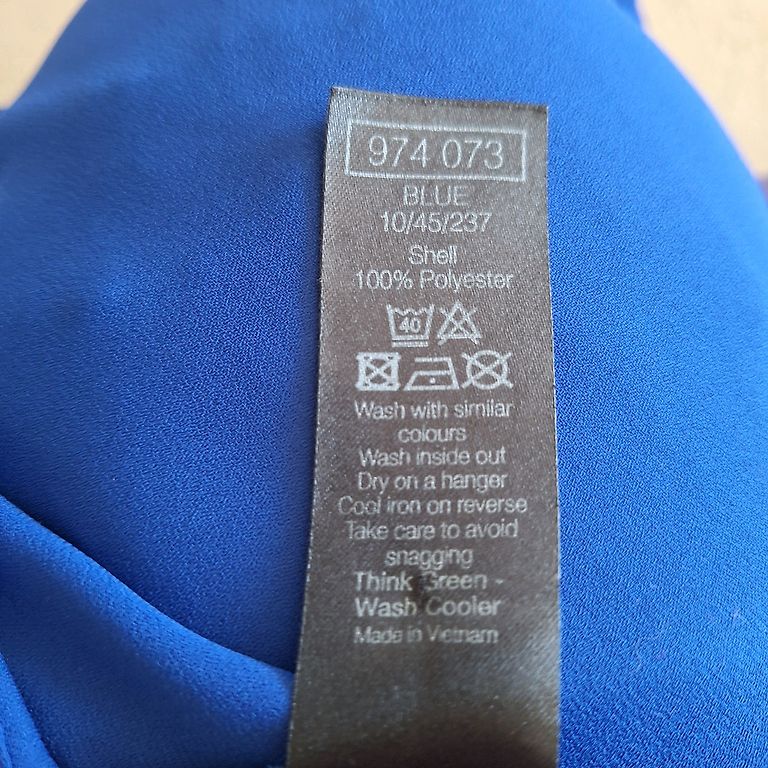 974 073
BLUE
10/45/237
Shell
100% Polyester
40
Wash with similar
colours
Wash inside out
Dry on a hanger
Cool iron on reverse
Take care to avoid
snagging
Think Green -
Wash Cooler
Made in Vietnam